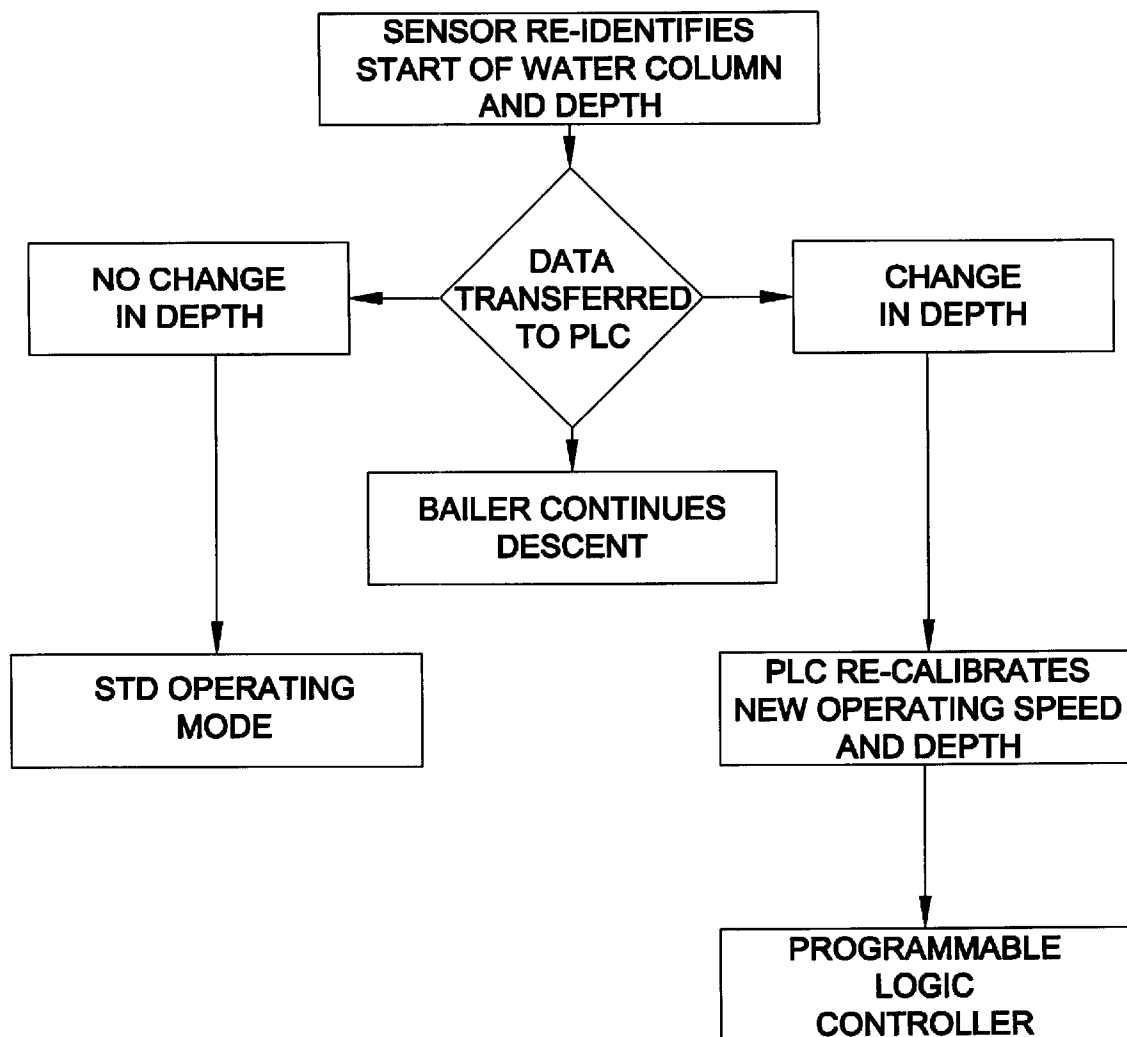 SENSOR RE-IDENTIFIES
START OF WATER COLUMN
AND DEPTH
NO CHANGE
IN DEPTH
DATA
TRANSFERRED
TO PLC
CHANGE
IN DEPTH
BAILER CONTINUES
DESCENT
STD OPERATING
MODE
PLC RE-CALIBRATES
NEW OPERATING SPEED
AND DEPTH
PROGRAMMABLE
LOGIC
CONTROLLER